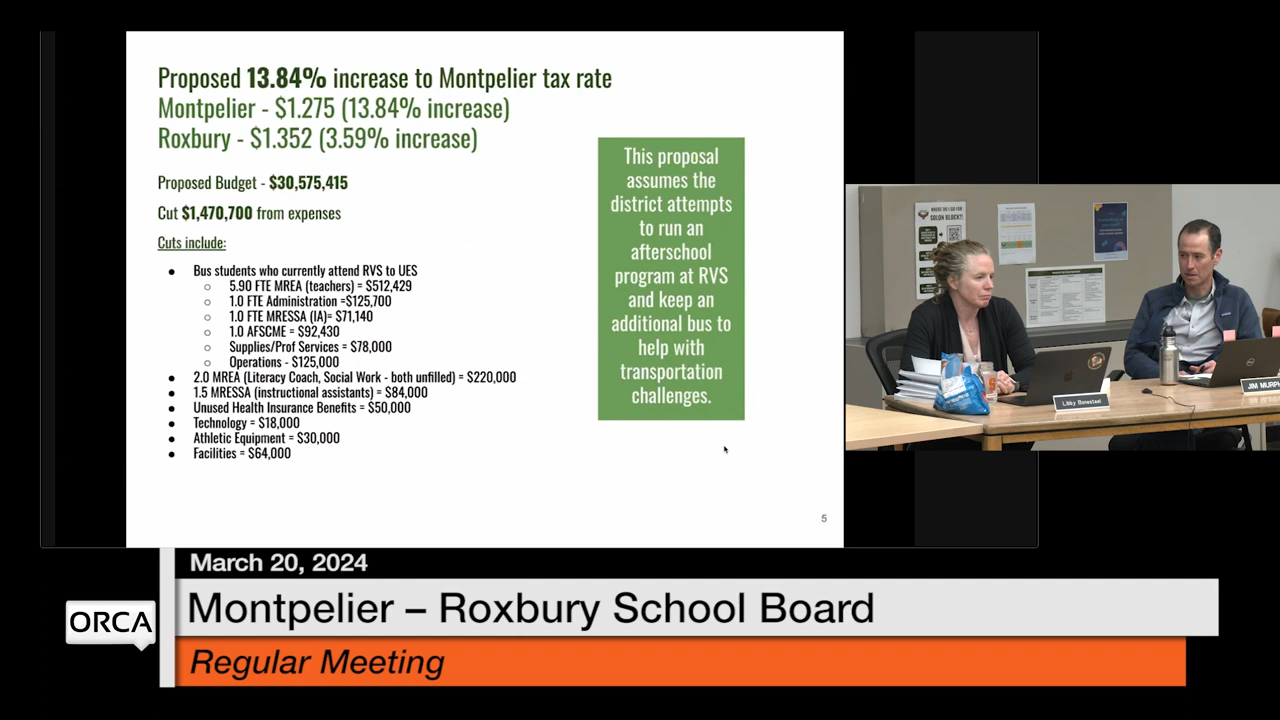 Proposed 13.84% increase to Montpelier tax rate
Montpelier - $1.275 (13.84% increase)
Roxbury - $1.352 (3.59% increase)
Proposed Budget - $30,575,415
Cut $1,470,700 from expenses
Cuts include:
● Bus students who currently attend RVS to UES
○ 5.90 FTE MREA (teachers) = $512,429
○ 1.0 FTE Administration =$125,700
○ 1.0 FTE MRESSA (IA)= $71,140
○ 1.0 AFSCME = $92,430
○ Supplies/Prof Services = $78,000
○ Operations - $125,000
● 2.0 MREA (Literacy Coach, Social Work - both unfilled) = $220,000
● 1.5 MRESSA (instructional assistants) = $84,000
● Unused Health Insurance Benefits = $50,000
● Technology = $18,000
● Athletic Equipment = $30,000
● Facilities = $64,000
This proposal
assumes the
district attempts
to run an
afterschool
program at RVS
and keep an
additional bus to
help with
transportation
challenges.
5
SOLON BLOCK!!
Libby Bonesteel
JIM MURPH
March 20, 2024
ORCA
Montpelier – Roxbury School Board
Regular Meeting